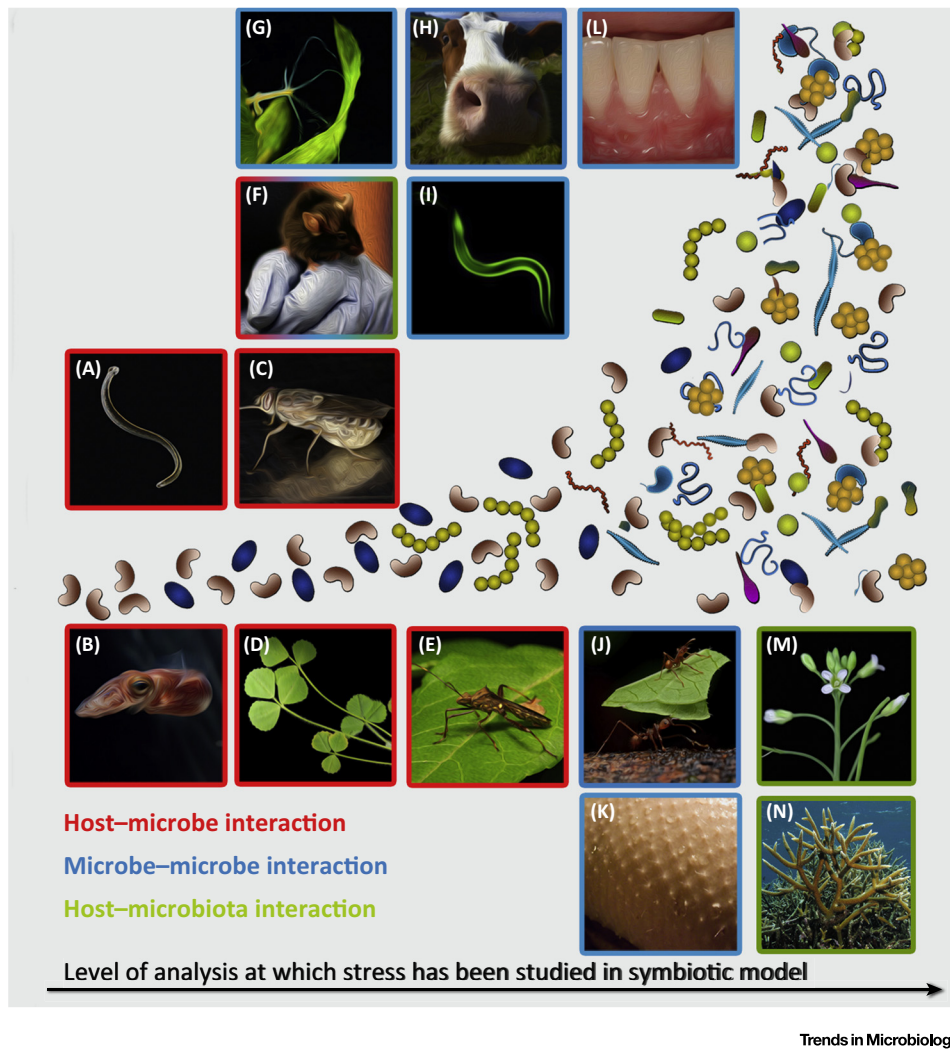 (G)
(H)
(L)
(F)
(I)
(A)
(C)
(B)
(D)
(E)
(J)
(M)
Host–microbe interaction
(K)
(N)
Microbe–microbe interaction
Host–microbiota interaction
Level of analysis at which stress has been studied in symbiotic model
Trends in Microbiolog